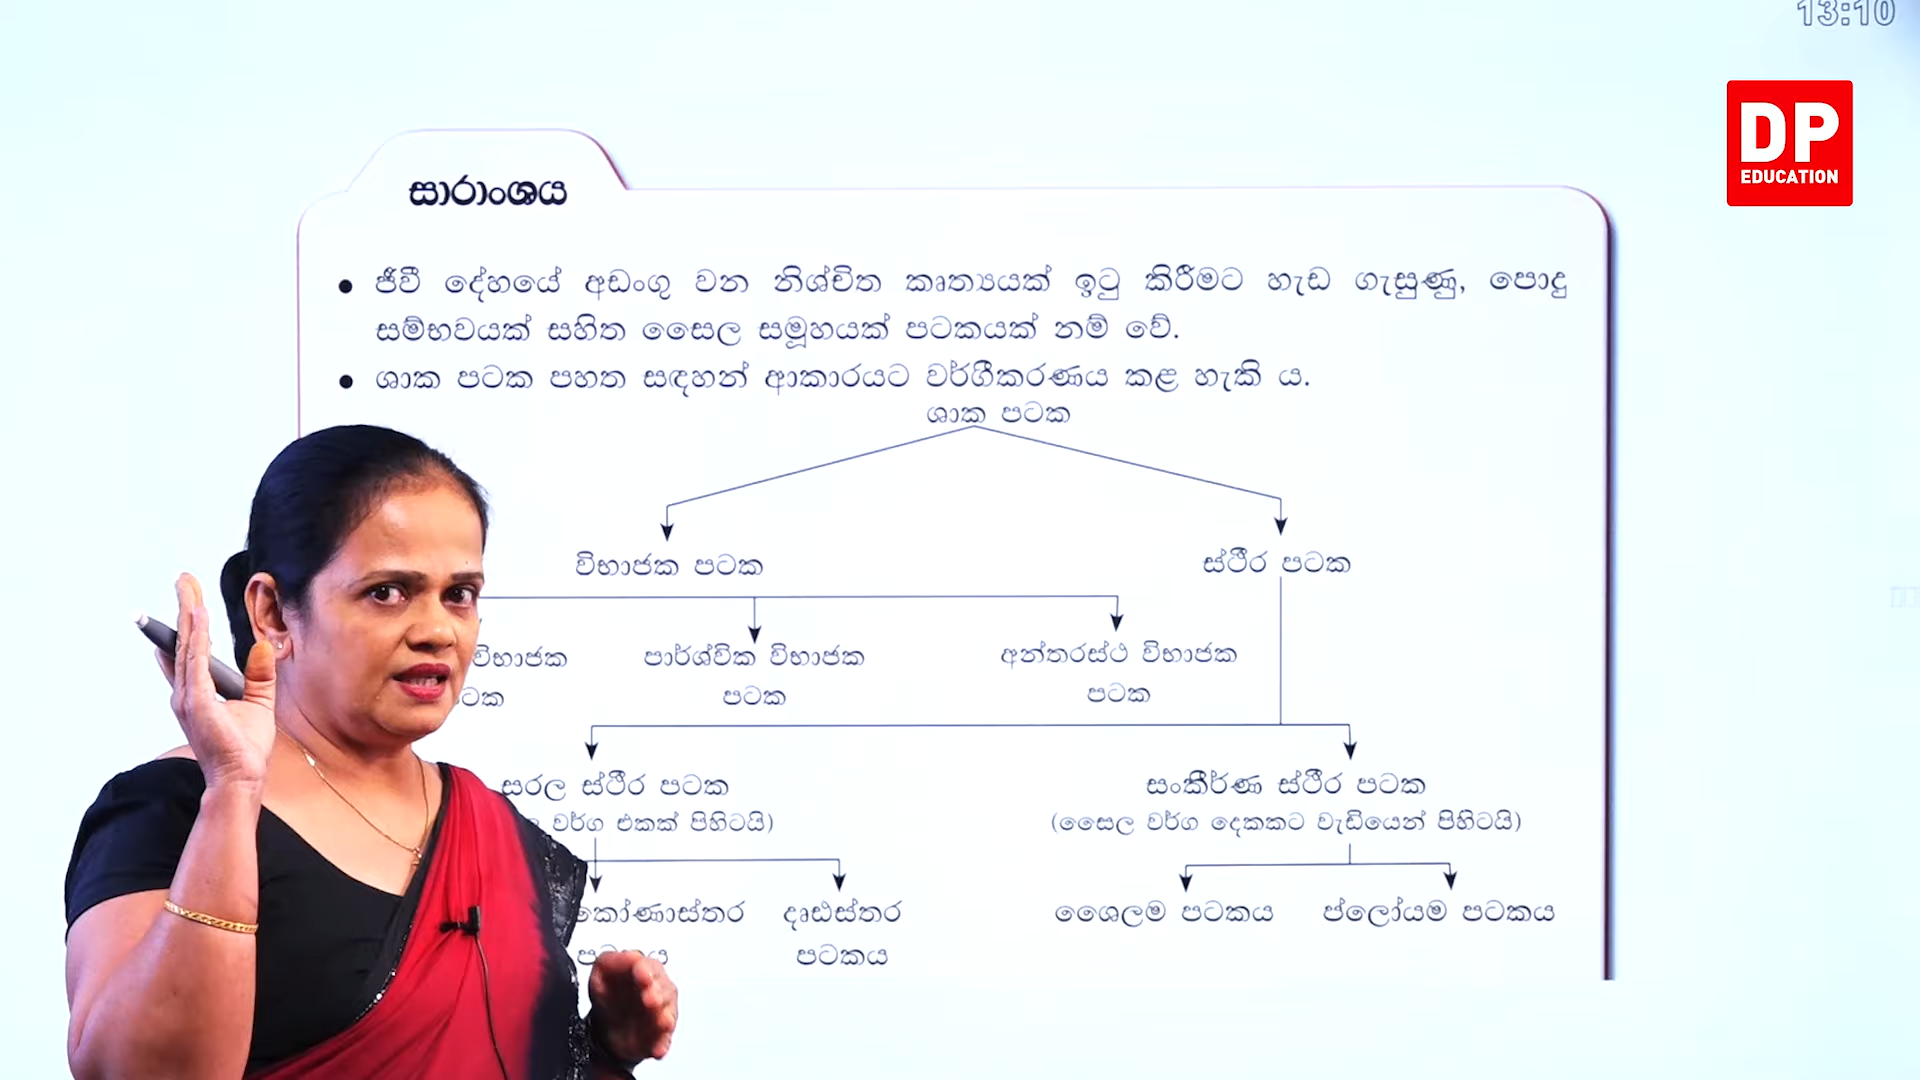 13:10
DP
EDUCATION
සාරාංශය
• ජීවී දේහයේ අඩංගු වන නිශ්චිත කෘත්‍යයක් ඉටු කිරීමට හැඩ ගැසුණු, පොදු
සම්භවයක් සහිත සෛල සමූහයක් පටකයක් නම් වේ.
• ශාක පටක පහත සඳහන් ආකාරයට වර්ගීකරණය කළ හැකි ය.
ශාක පටක
විභාජක පටක ස්ථීර පටක
විභාජක පාර්ශ්වික විභාජක අන්තරස්ථ විභාජක
පටක පටක
සරල ස්ථීර පටක සංකීර්ණ ස්ථීර පටක
වර්ග එකක් පිහිටයි) (සෛල වර්ග දෙකකට වැඩියෙන් පිහිටයි)
කෝණාස්තර දෘඪස්තර ශෛලම පටකය ප්ලෝයම පටකය
පටකය